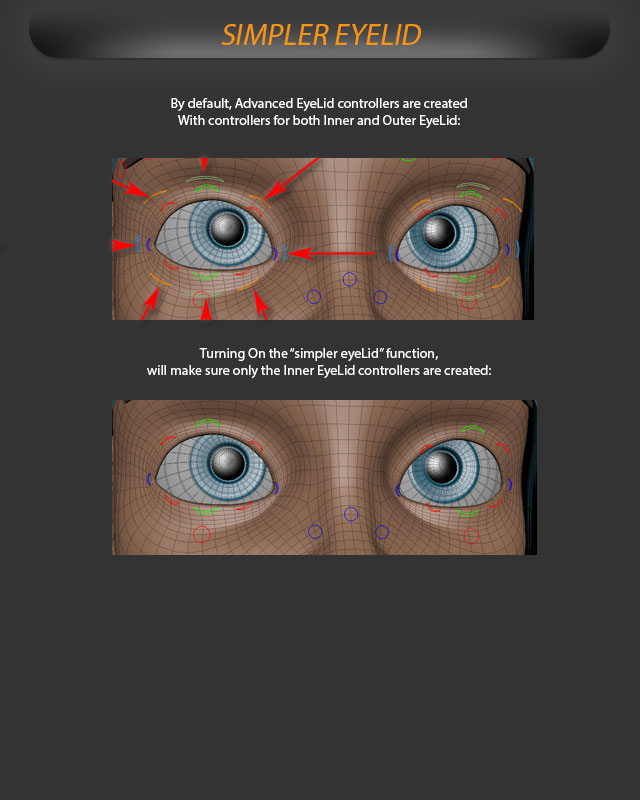 SIMPLER EYELID
By default, Advanced EyeLid controllers are created
With controllers for both Inner and Outer EyeLid:
Turning On the “simpler eyeLid” function,
will make sure only the Inner EyeLid controllers are created: